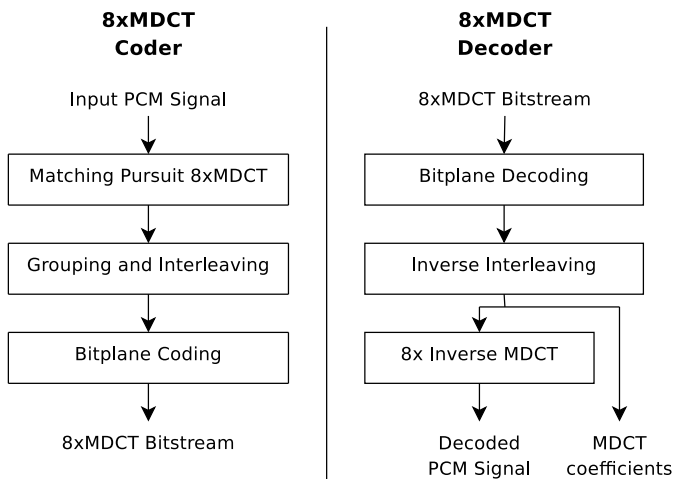 8xMDCT
Coder
Input PCM Signal
Matching Pursuit 8xMDCT
Grouping and Interleaving
Bitplane Coding
8xMDCT Bitstream
8xMDCT
Decoder
8xMDCT Bitstream
Bitplane Decoding
Inverse Interleaving
8x Inverse MDCT
Decoded
PCM Signal
MDCT
coefficients